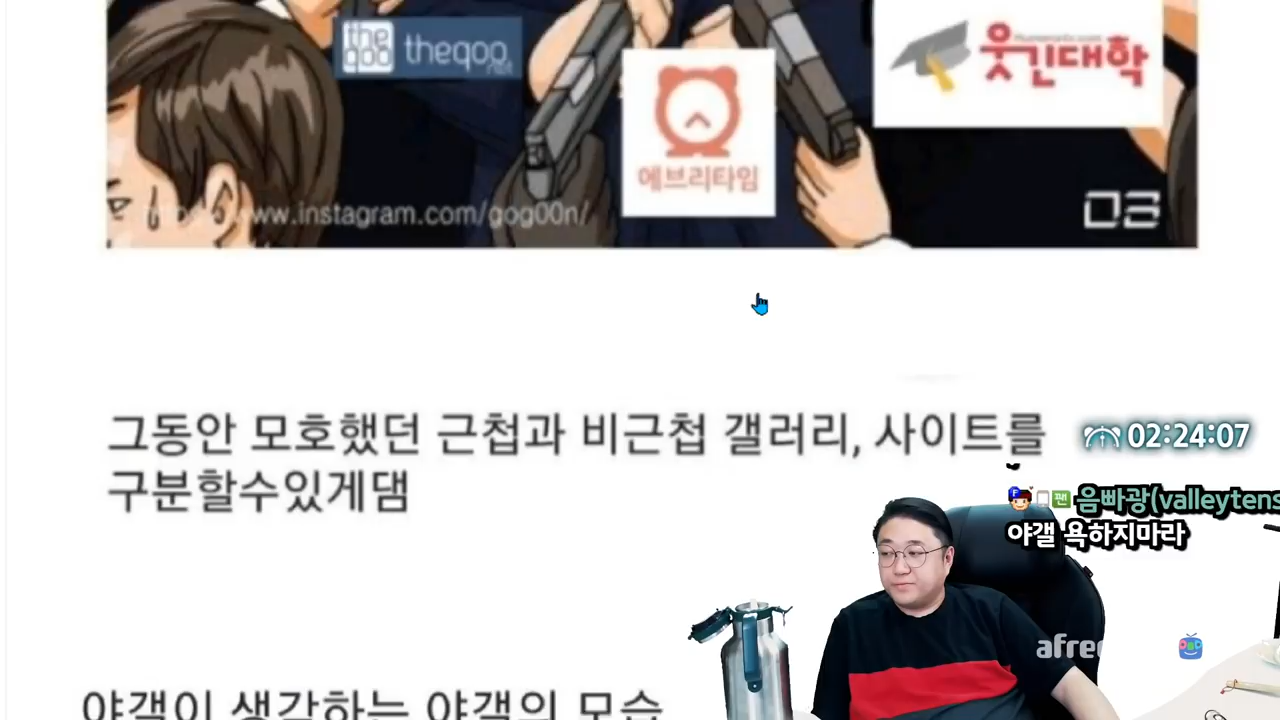 the
qoo
theqoo
.net
에브리타임
웃긴대학
www.instagram.com/gog00n/
그동안 모호했던 근첩과 비근첩 갤러리, 사이트를
02:24:07
구분할수있게댐
음빠광(valleytens
야갤 욕하지마라
야갤이 생각하는 야갤의 모습